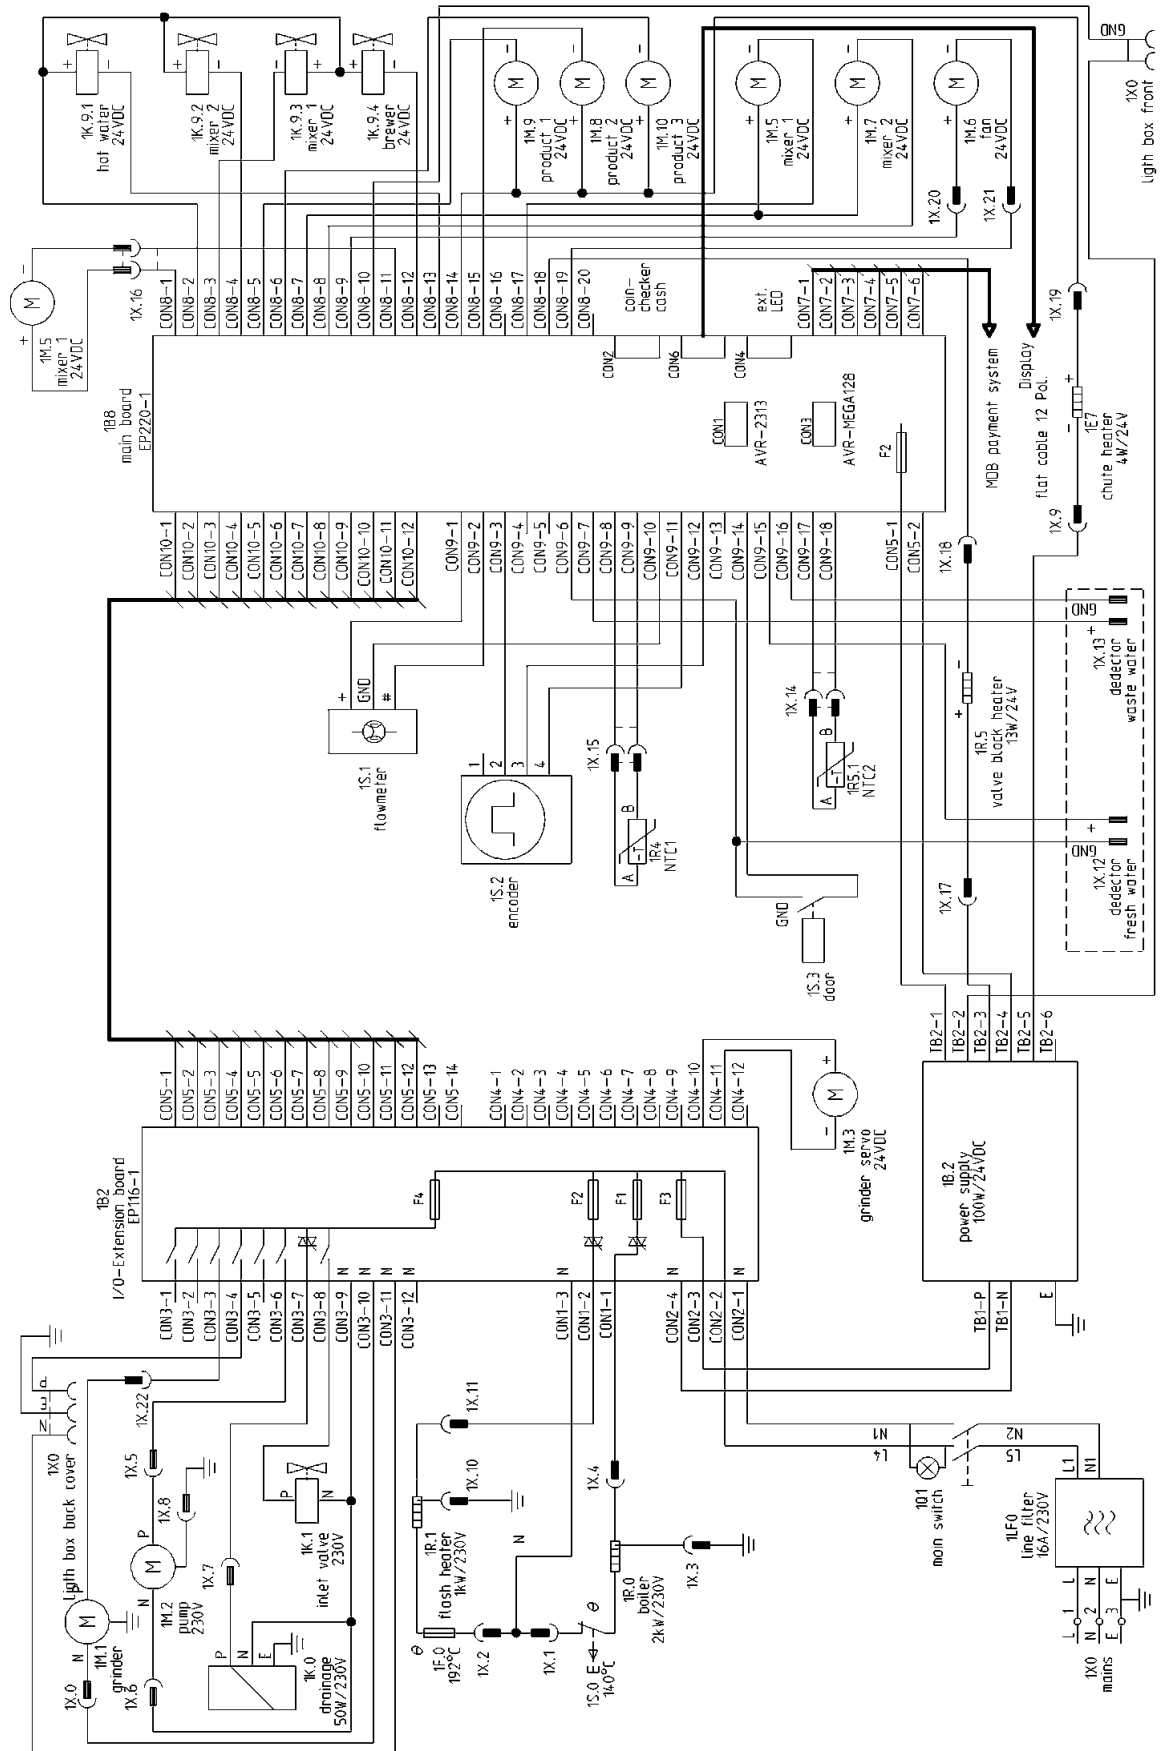 GND
1X0
ligth box front
+
-
1K.9.1
hot water
24VDC
+
-
1K.9.2
mixer 2
24VDC
-
+
1K.9.3
mixer 1
24VDC
+
-
1K.9.4
brewer
24VDC
-
M
+
1M.9
product 1
24VDC
-
M
+
1M.8
product 2
24VDC
-
M
+
1M.10
product 3
24VDC
-
M
+
1M.5
mixer 1
24VDC
-
M
+
1M.7
mixer 2
24VDC
-
M
+
1M.6
fan
24VDC
1X.20
1X.21
-
M
+
1M.5
mixer 1
24VDC
1X.16
CON8-1
CON8-2
CON8-3
CON8-4
CON8-5
CON8-6
CON8-7
CON8-8
CON8-9
CON8-10
CON8-11
CON8-12
CON8-13
CON8-14
CON8-15
CON8-16
CON8-17
CON8-18
CON8-19
CON8-20
coin-
checker
cash
ext.
LED
CON7-1
CON7-2
CON7-3
CON7-4
CON7-5
CON7-6
1X.19
1B8
main board
EP220-1
CON2
CON6
CON4
CON1
AVR-2313
CON3
AVR-MEGA128
F2
MDB payment system
Display
flat cable 12 Pol.
+
-
1E7
chute heater
4W/24V
1X.9
CON10-1
CON10-2
CON10-3
CON10-4
CON10-5
CON10-6
CON10-7
CON10-8
CON10-9
CON10-10
CON10-11
CON10-12
CON9-1
CON9-2
CON9-3
CON9-4
CON9-5
CON9-6
CON9-7
CON9-8
CON9-9
CON9-10
CON9-11
CON9-12
CON9-13
CON9-14
CON9-15
CON9-16
CON9-17
CON9-18
CON5-1
CON5-2
1X.18
+
GND
#
1S.1
flowmeter
1
2
3
4
1S.2
encoder
1X.15
A
B
-T
1R4
NTC1
1X.14
A
B
-T
1R5.1
NTC2
-
+
1R.5
valve block heater
13W/24V
1X.17
GND
+
1X.13
dedector
waste water
GND
+
1X.12
dedector
fresh water
GND
1S.3
door
TB2-1
TB2-2
TB2-3
TB2-4
TB2-5
TB2-6
1B.2
power supply
100W/24VDC
TB1-P
TB1-N
E
CON5-1
CON5-2
CON5-3
CON5-4
CON5-5
CON5-6
CON5-7
CON5-8
CON5-9
CON5-10
CON5-11
CON5-12
CON5-13
CON5-14
CON4-1
CON4-2
CON4-3
CON4-4
CON4-5
CON4-6
CON4-7
CON4-8
CON4-9
CON4-10
CON4-11
CON4-12
+
M
-
1M.3
grinder servo
24VDC
1B2
I/O-Extension board
EP116-1
F4
F2
F1
F3
N
N
N
N
N
CON3-1
CON3-2
CON3-3
CON3-4
CON3-5
CON3-6
CON3-7
CON3-8
CON3-9
CON3-10
CON3-11
CON3-12
CON1-3
CON1-2
CON1-1
CON2-4
CON2-3
CON2-2
CON2-1
N
E
P
1X0
Ligth box back cover
1X.22
1X.5
1X.8
1X.7
P
M
N
1M.1
grinder
1X.0
P
M
N
1M.2
pump
230V
1X.6
P
N
1K.1
inlet valve
230V
P
N
E
1K.0
drainage
50W/230V
1X.11
1X.10
1R.1
flash heater
1kW/230V
θ
1F.0
192°C
1X.2
N
1X.1
1X.4
1R.0
boiler
2kW/230V
1X.3
θ
1S.0 E
140°C
N1
L4
N2
L5
1Q1
main switch
L1
N1
1LF0
line filter
16A/230V
L
N
E
1
2
3
L
N
E
1X0
mains